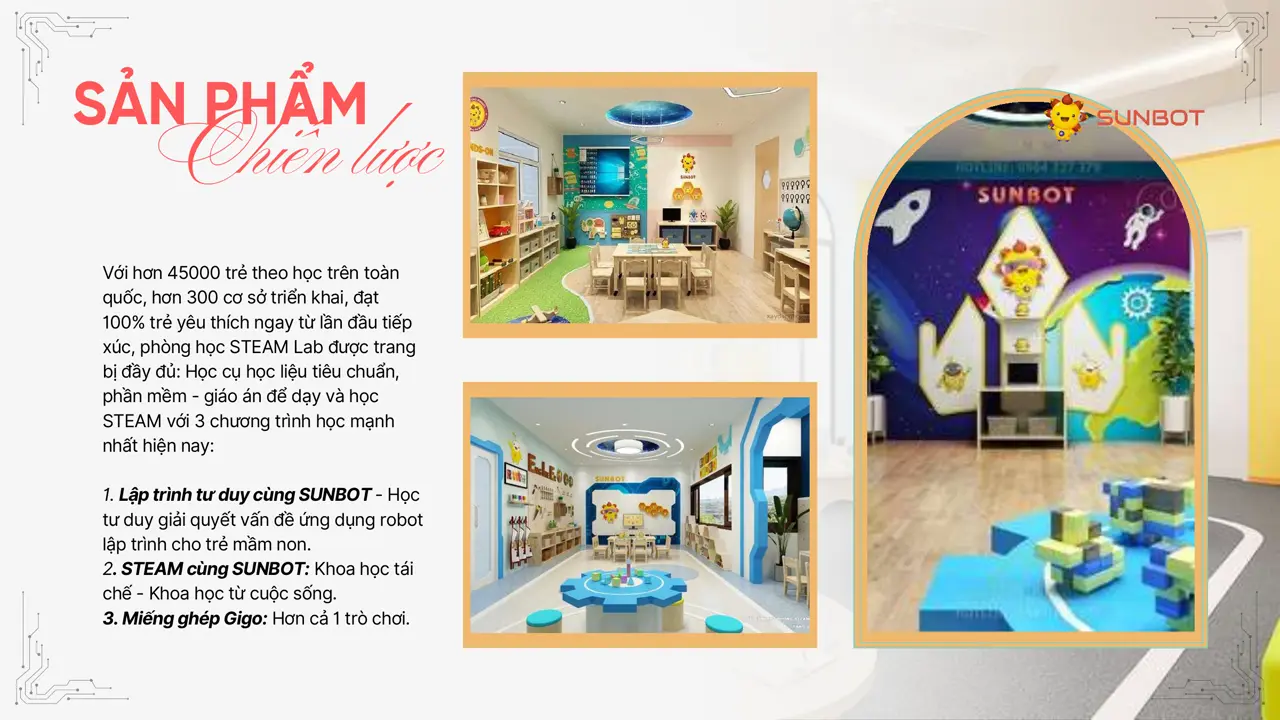 SẢN PHẨM
Chiến lược
SUNBOT
HOTLINE: 0964 337 379
SUNBOT
SUNBOT
SUNBOT
Với hơn 45000 trẻ theo học trên toàn
quốc, hơn 300 cơ sở triển khai, đạt
100% trẻ yêu thích ngay từ lần đầu tiếp
xúc, phòng học STEAM Lab được trang
bị đầy đủ: Học cụ học liệu tiêu chuẩn,
phần mềm - giáo án để dạy và học
STEAM với 3 chương trình học mạnh
nhất hiện nay:
1. Lập trình tư duy cùng SUNBOT - Học
tư duy giải quyết vấn đề ứng dụng robot
lập trình cho trẻ mầm non.
2. STEAM cùng SUNBOT: Khoa học tái
chế - Khoa học từ cuộc sống.
3. Miếng ghép Gigo: Hơn cả 1 trò chơi.